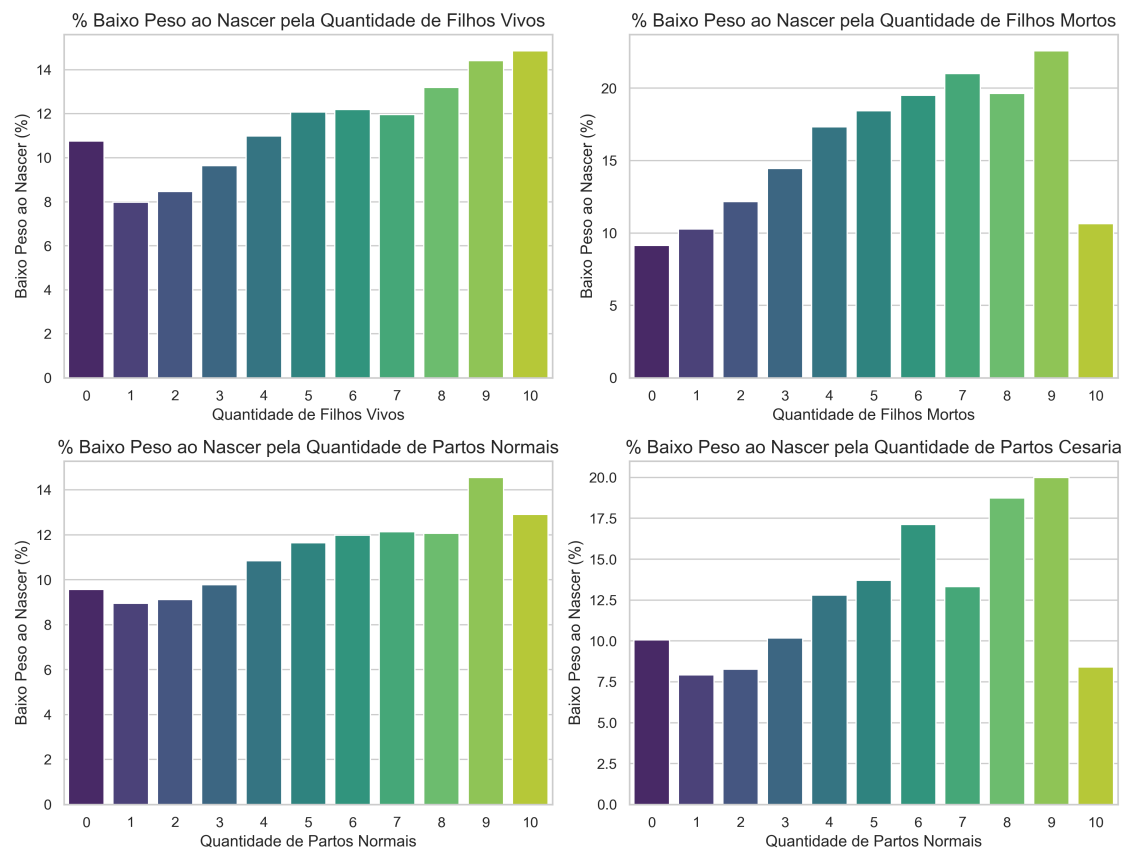 % Baixo Peso ao Nascer pela Quantidade de Filhos Vivos
Baixo Peso ao Nascer (%)
14
12
10
8
6
4
2
0
0 1 2 3 4 5 6 7 8 9 10
Quantidade de Filhos Vivos
% Baixo Peso ao Nascer pela Quantidade de Filhos Mortos
Baixo Peso ao Nascer (%)
20
15
10
5
0
0 1 2 3 4 5 6 7 8 9 10
Quantidade de Filhos Mortos
% Baixo Peso ao Nascer pela Quantidade de Partos Normais
Baixo Peso ao Nascer (%)
14
12
10
8
6
4
2
0
0 1 2 3 4 5 6 7 8 9 10
Quantidade de Partos Normais
% Baixo Peso ao Nascer pela Quantidade de Partos Cesaria
Baixo Peso ao Nascer (%)
20.0
17.5
15.0
12.5
10.0
7.5
5.0
2.5
0.0
0 1 2 3 4 5 6 7 8 9 10
Quantidade de Partos Normais